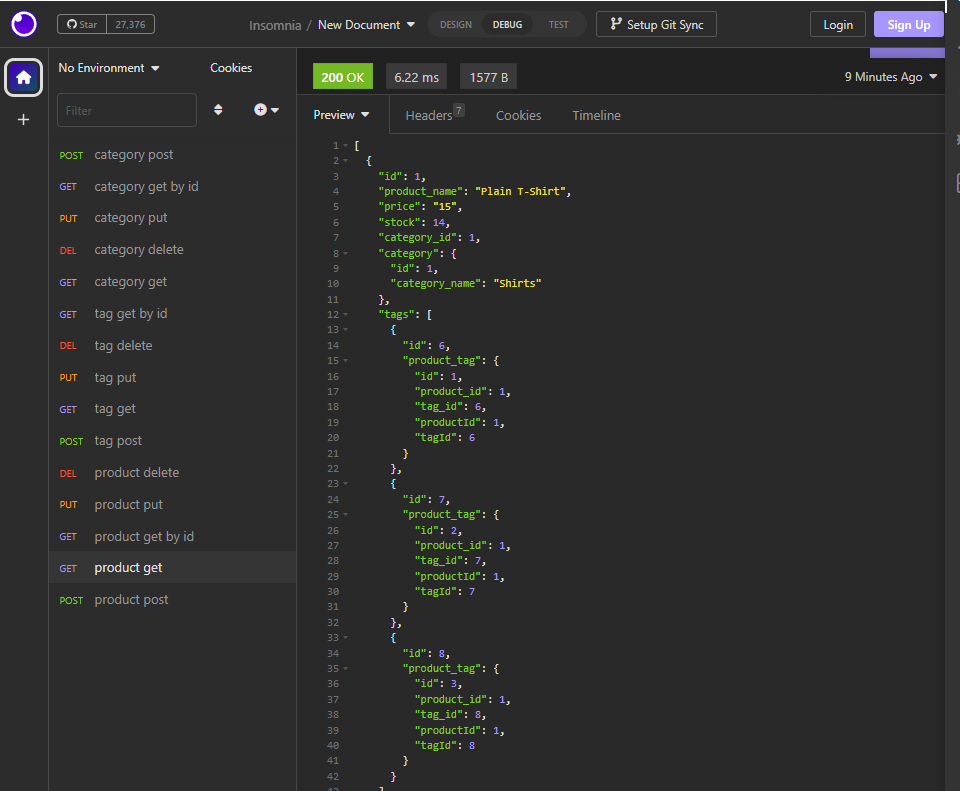 Star 27,376 Insomnia / New Document DESIGN DEBUG TEST Setup Git Sync Login Sign Up
No Environment Cookies
Filter
POST category post
GET category get by id
PUT category put
DEL category delete
GET category get
GET tag get by id
DEL tag delete
PUT tag put
GET tag get
POST tag post
DEL product delete
PUT product put
GET product get by id
GET product get
POST product post
200 OK 6.22 ms 1577 B 9 Minutes Ago
Preview Headers 7 Cookies Timeline
1 [
2 {
3 "id": 1,
4 "product_name": "Plain T-Shirt",
5 "price": "15",
6 "stock": 14,
7 "category_id": 1,
8 "category": {
9 "id": 1,
10 "category_name": "Shirts"
11 },
12 "tags": [
13 {
14 "id": 6,
15 "product_tag": {
16 "id": 1,
17 "product_id": 1,
18 "tag_id": 6,
19 "productId": 1,
20 "tagId": 6
21 }
22 },
23 {
24 "id": 7,
25 "product_tag": {
26 "id": 2,
27 "product_id": 1,
28 "tag_id": 7,
29 "productId": 1,
30 "tagId": 7
31 }
32 },
33 {
34 "id": 8,
35 "product_tag": {
36 "id": 3,
37 "product_id": 1,
38 "tag_id": 8,
39 "productId": 1,
40 "tagId": 8
41 }
42 }